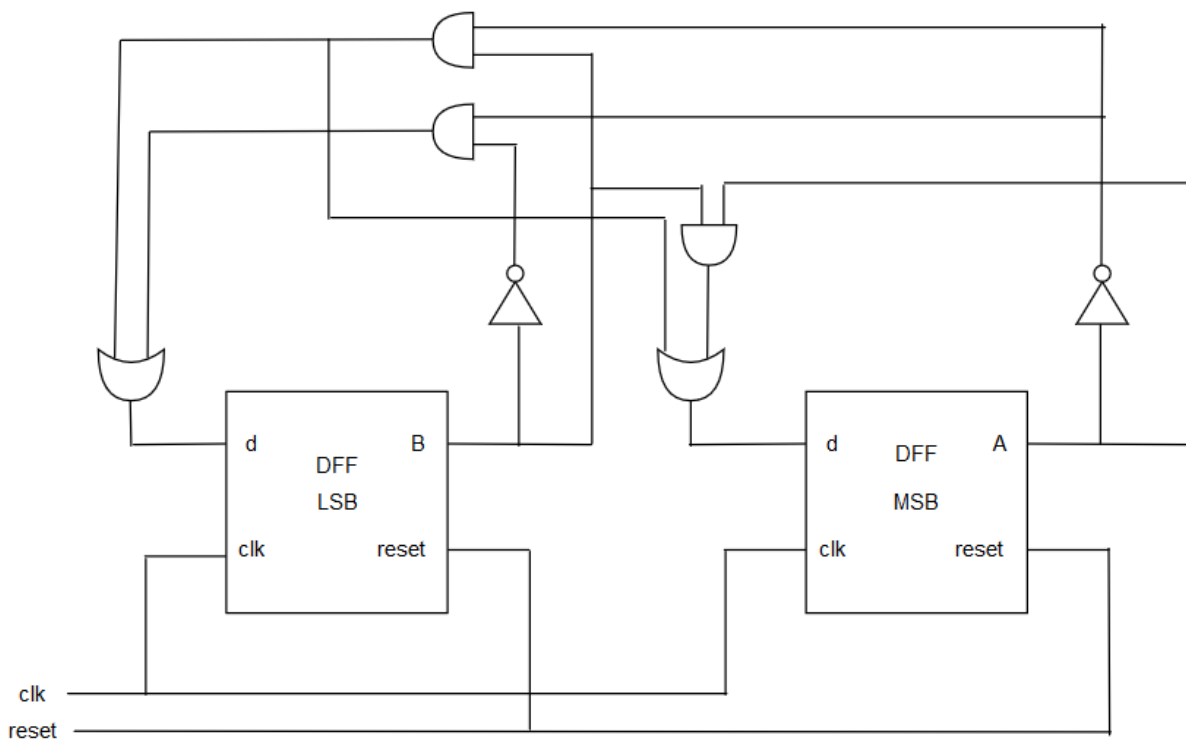 d
DFF
LSB
B
clk
reset
d
DFF
MSB
A
clk
reset
clk
reset